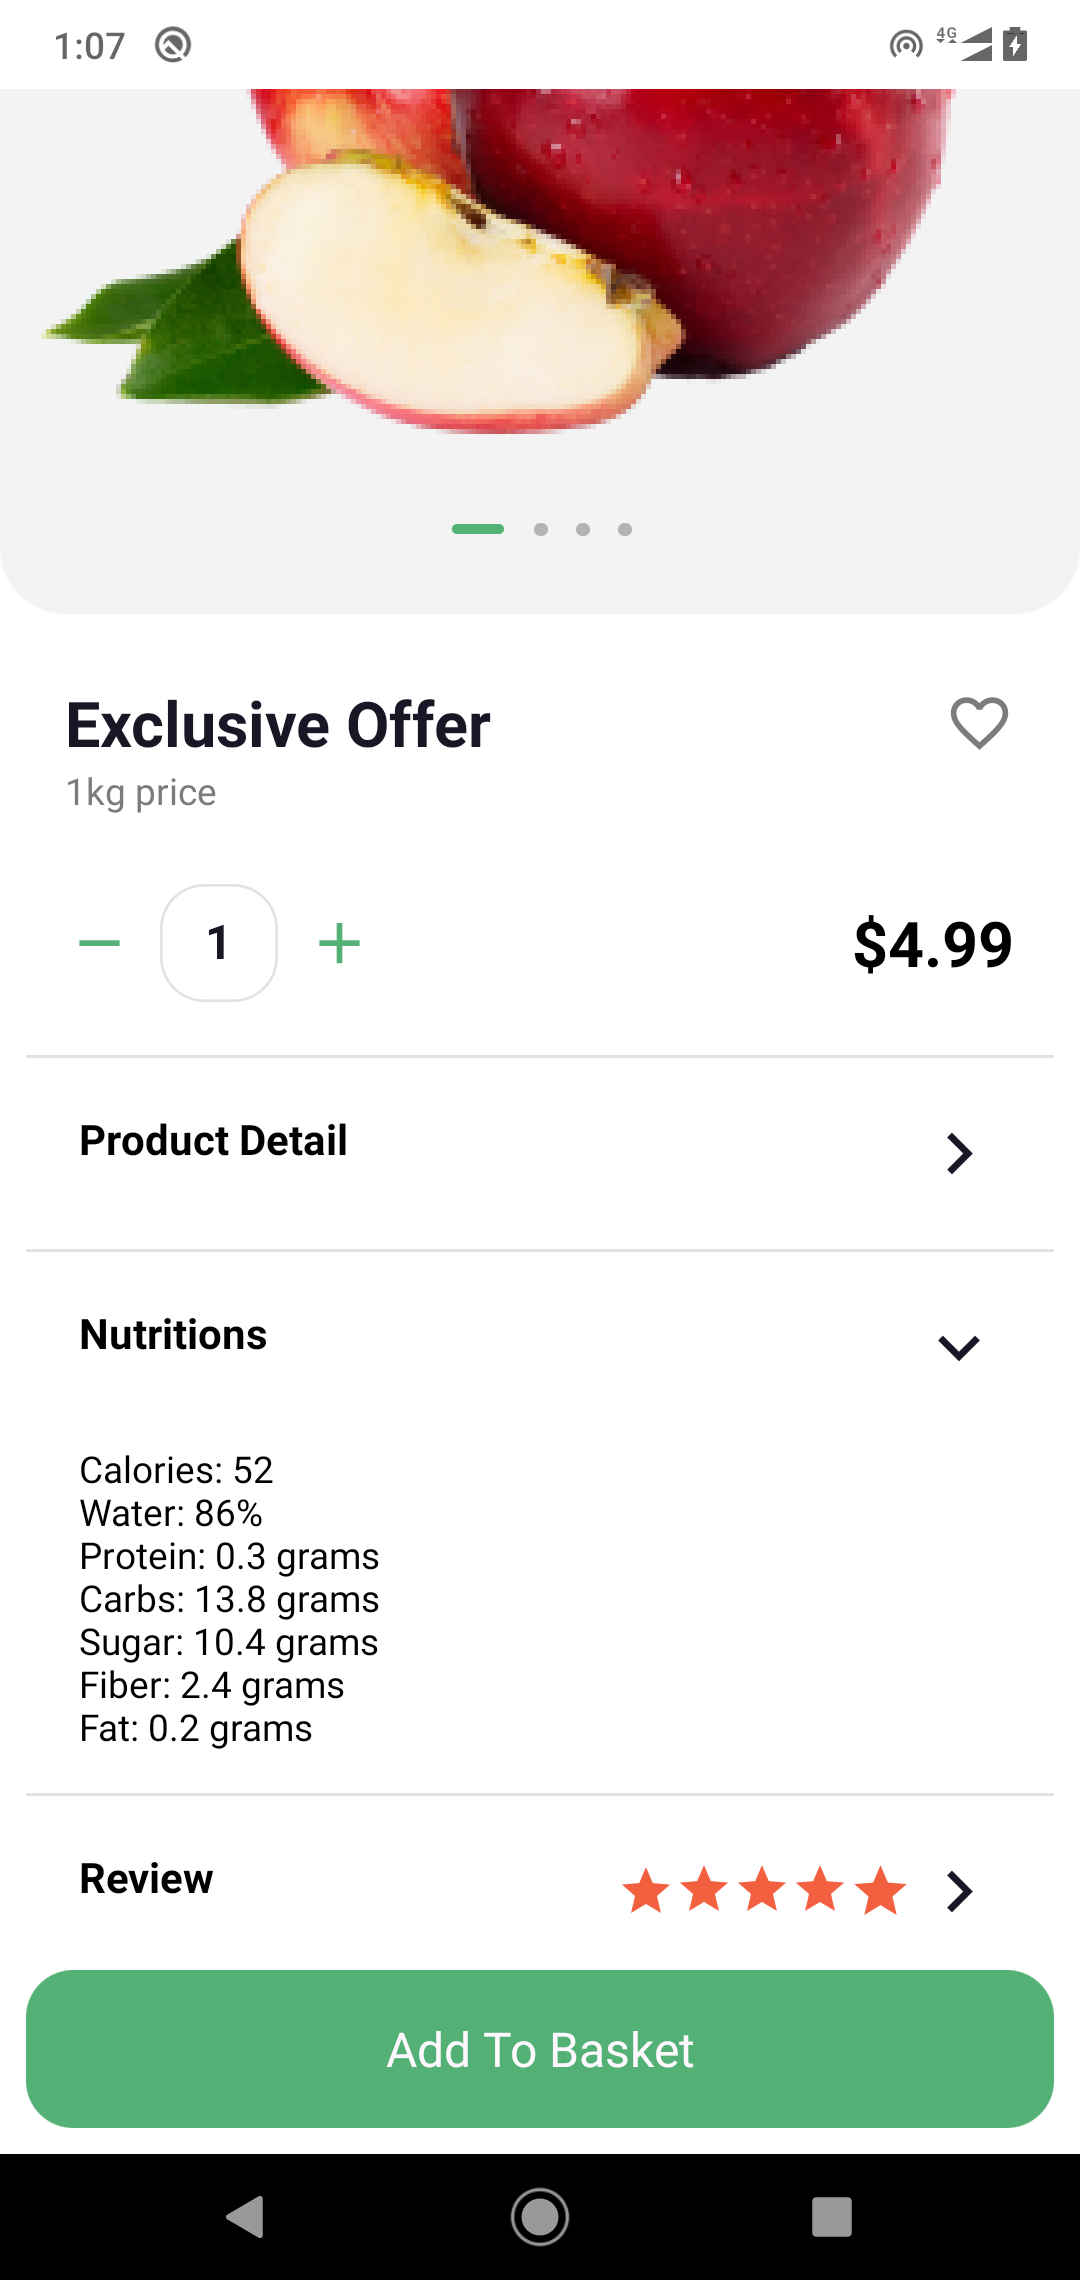 1:07
4G
Exclusive Offer
1kg price
1
$4.99
Product Detail
Nutritions
Calories: 52
Water: 86%
Protein: 0.3 grams
Carbs: 13.8 grams
Sugar: 10.4 grams
Fiber: 2.4 grams
Fat: 0.2 grams
Review
Add To Basket